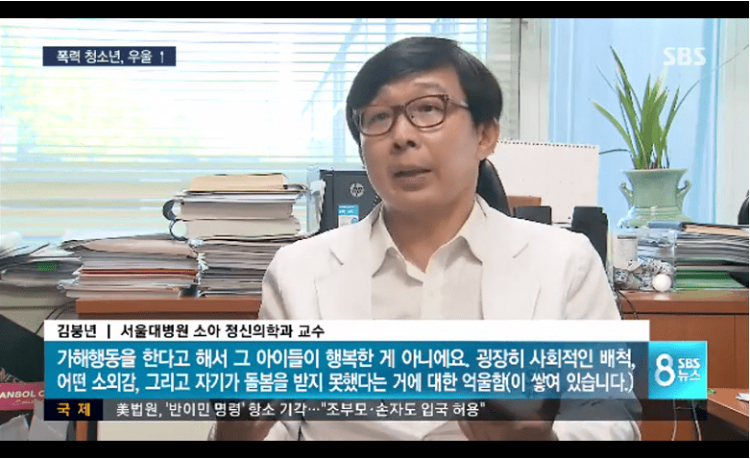 폭력 청소년, 우울 ↑
SBS
hp
김붕년 | 서울대병원 소아 정신의학과 교수
가해행동을 한다고 해서 그 아이들이 행복한 게 아니에요. 굉장히 사회적인 배척,
어떤 소외감, 그리고 자기가 돌봄을 받지 못했다는 거에 대한 억울함(이 쌓여 있습니다.)
8 SBS
뉴스
국 제
美법원, '반이민 명령' 항소 기각…"조부모·손자도 입국 허용"